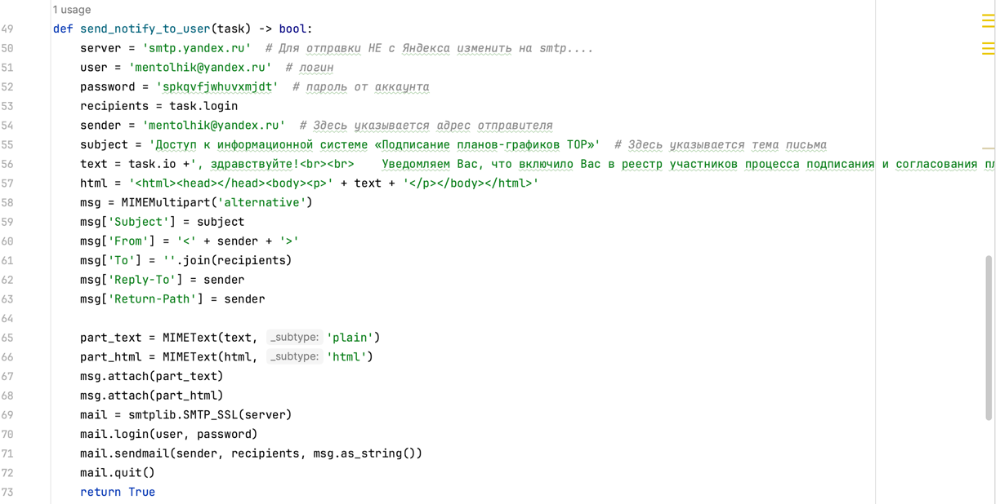 1 usage
49 def send_notify_to_user(task) -> bool:
50 server = 'smtp.yandex.ru' # Для отправки НЕ с Яндекса изменить на smtp....
51 user = 'mentolhik@yandex.ru' # логин
52 password = 'spkqvfjwhuvxmjdt' # пароль от аккаунта
53 recipients = task.login
54 sender = 'mentolhik@yandex.ru' # Здесь указывается адрес отправителя
55 subject = 'Доступ к информационной системе «Подписание планов-графиков ТОР»' # Здесь указывается тема письма
56 text = task.io +', здравствуйте!<br><br> Уведомляем Вас, что включило Вас в реестр участников процесса подписания и согласования пл
57 html = '<html><head></head><body><p>' + text + '</p></body></html>'
58 msg = MIMEMultipart('alternative')
59 msg['Subject'] = subject
60 msg['From'] = '<' + sender + '>'
61 msg['To'] = ''.join(recipients)
62 msg['Reply-To'] = sender
63 msg['Return-Path'] = sender
64
65 part_text = MIMEText(text, _subtype: 'plain')
66 part_html = MIMEText(html, _subtype: 'html')
67 msg.attach(part_text)
68 msg.attach(part_html)
69 mail = smtplib.SMTP_SSL(server)
70 mail.login(user, password)
71 mail.sendmail(sender, recipients, msg.as_string())
72 mail.quit()
73 return True